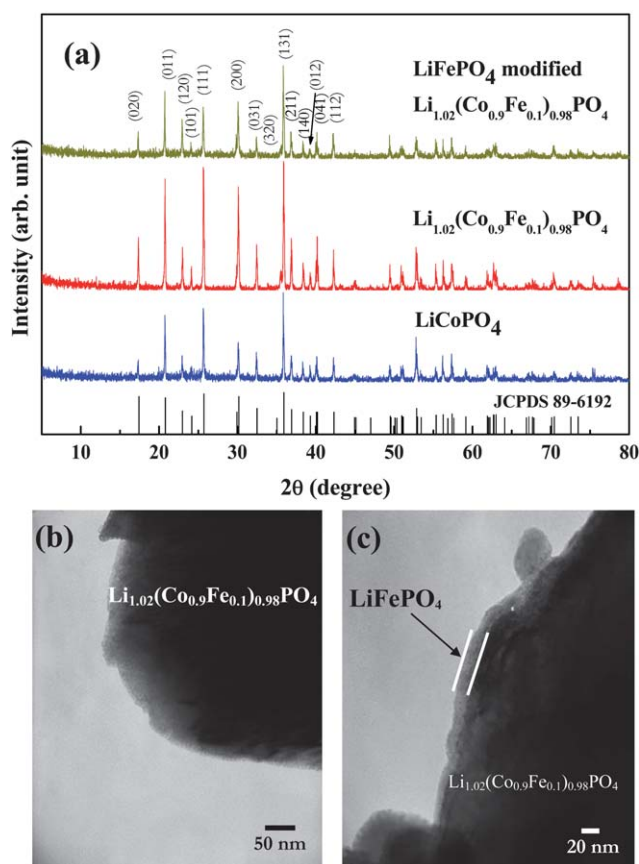 (a)
LiFePO₄ modified
Li₁.₀₂(Co₀.₉Fe₀.₁)₀.₉₈PO₄
(020)
(011)
(120)
(101)
(111)
(200)
(031)
(320)
(131)
(211)
(140)
(012)
(041)
(112)
Li₁.₀₂(Co₀.₉Fe₀.₁)₀.₉₈PO₄
LiCoPO₄
JCPDS 89-6192
Intensity (arb. unit)
10 20 30 40 50 60 70 80
2θ (degree)
(b)
Li₁.₀₂(Co₀.₉Fe₀.₁)₀.₉₈PO₄
50 nm
(c)
LiFePO₄
Li₁.₀₂(Co₀.₉Fe₀.₁)₀.₉₈PO₄
20 nm